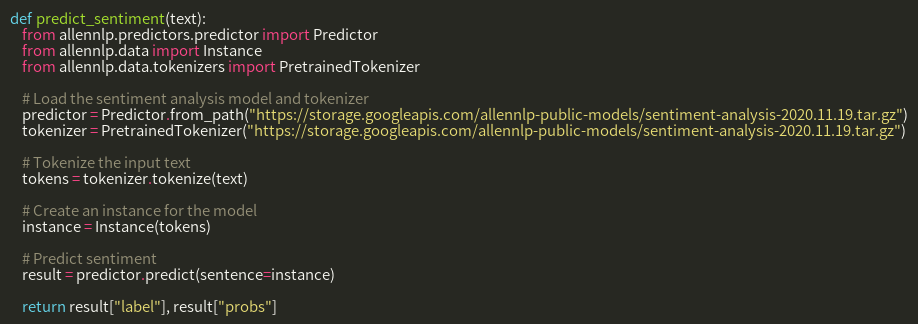 def predict_sentiment(text):
from allennlp.predictors.predictor import Predictor
from allennlp.data import Instance
from allennlp.data.tokenizers import PretrainedTokenizer
# Load the sentiment analysis model and tokenizer
predictor = Predictor.from_path("https://storage.googleapis.com/allennlp-public-models/sentiment-analysis-2020.11.19.tar.gz")
tokenizer = PretrainedTokenizer("https://storage.googleapis.com/allennlp-public-models/sentiment-analysis-2020.11.19.tar.gz")
# Tokenize the input text
tokens = tokenizer.tokenize(text)
# Create an instance for the model
instance = Instance(tokens)
# Predict sentiment
result = predictor.predict(sentence=instance)
return result["label"], result["probs"]